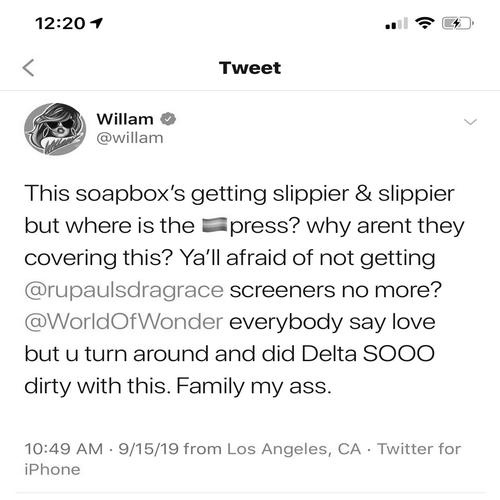 12:20
Tweet
Willam
@willam
This soapbox's getting slippier & slippier
but where is the press? why arent they
covering this? Ya'll afraid of not getting
@rupaulsdragrace screeners no more?
@WorldOfWonder everybody say love
but u turn around and did Delta SOOO
dirty with this. Family my ass.
10:49 AM · 9/15/19 from Los Angeles, CA · Twitter for
iPhone